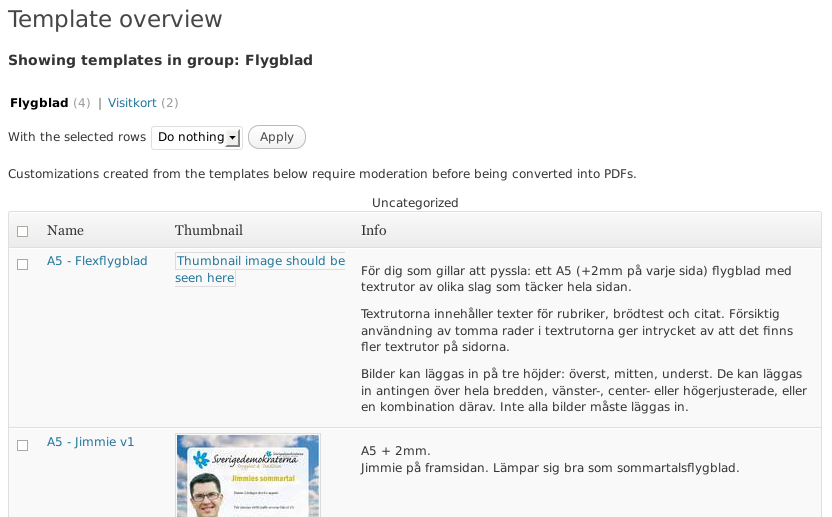 Template overview
Showing templates in group: Flygblad
Flygblad (4) | Visitkort (2)
With the selected rows Do nothing Apply
Customizations created from the templates below require moderation before being converted into PDFs.
Uncategorized
Name Thumbnail Info
A5 - Flexflygblad
Thumbnail image should be
seen here
För dig som gillar att pyssla: ett A5 (+2mm på varje sida) flygblad med
textrutor av olika slag som täcker hela sidan.
Textrutorna innehåller texter för rubriker, brödtest och citat. Försiktig
användning av tomma rader i textrutorna ger intrycket av att det finns
fler textrutor på sidorna.
Bilder kan läggas in på tre höjder: överst, mitten, underst. De kan läggas
in antingen över hela bredden, vänster-, center- eller högerjusterade, eller
en kombination därav. Inte alla bilder måste läggas in.
A5 - Jimmie v1
Sverigedemokraterna
Jimmies sommartal
A5 + 2mm.
Jimmie på framsidan. Lämpar sig bra som sommartalsflygblad.